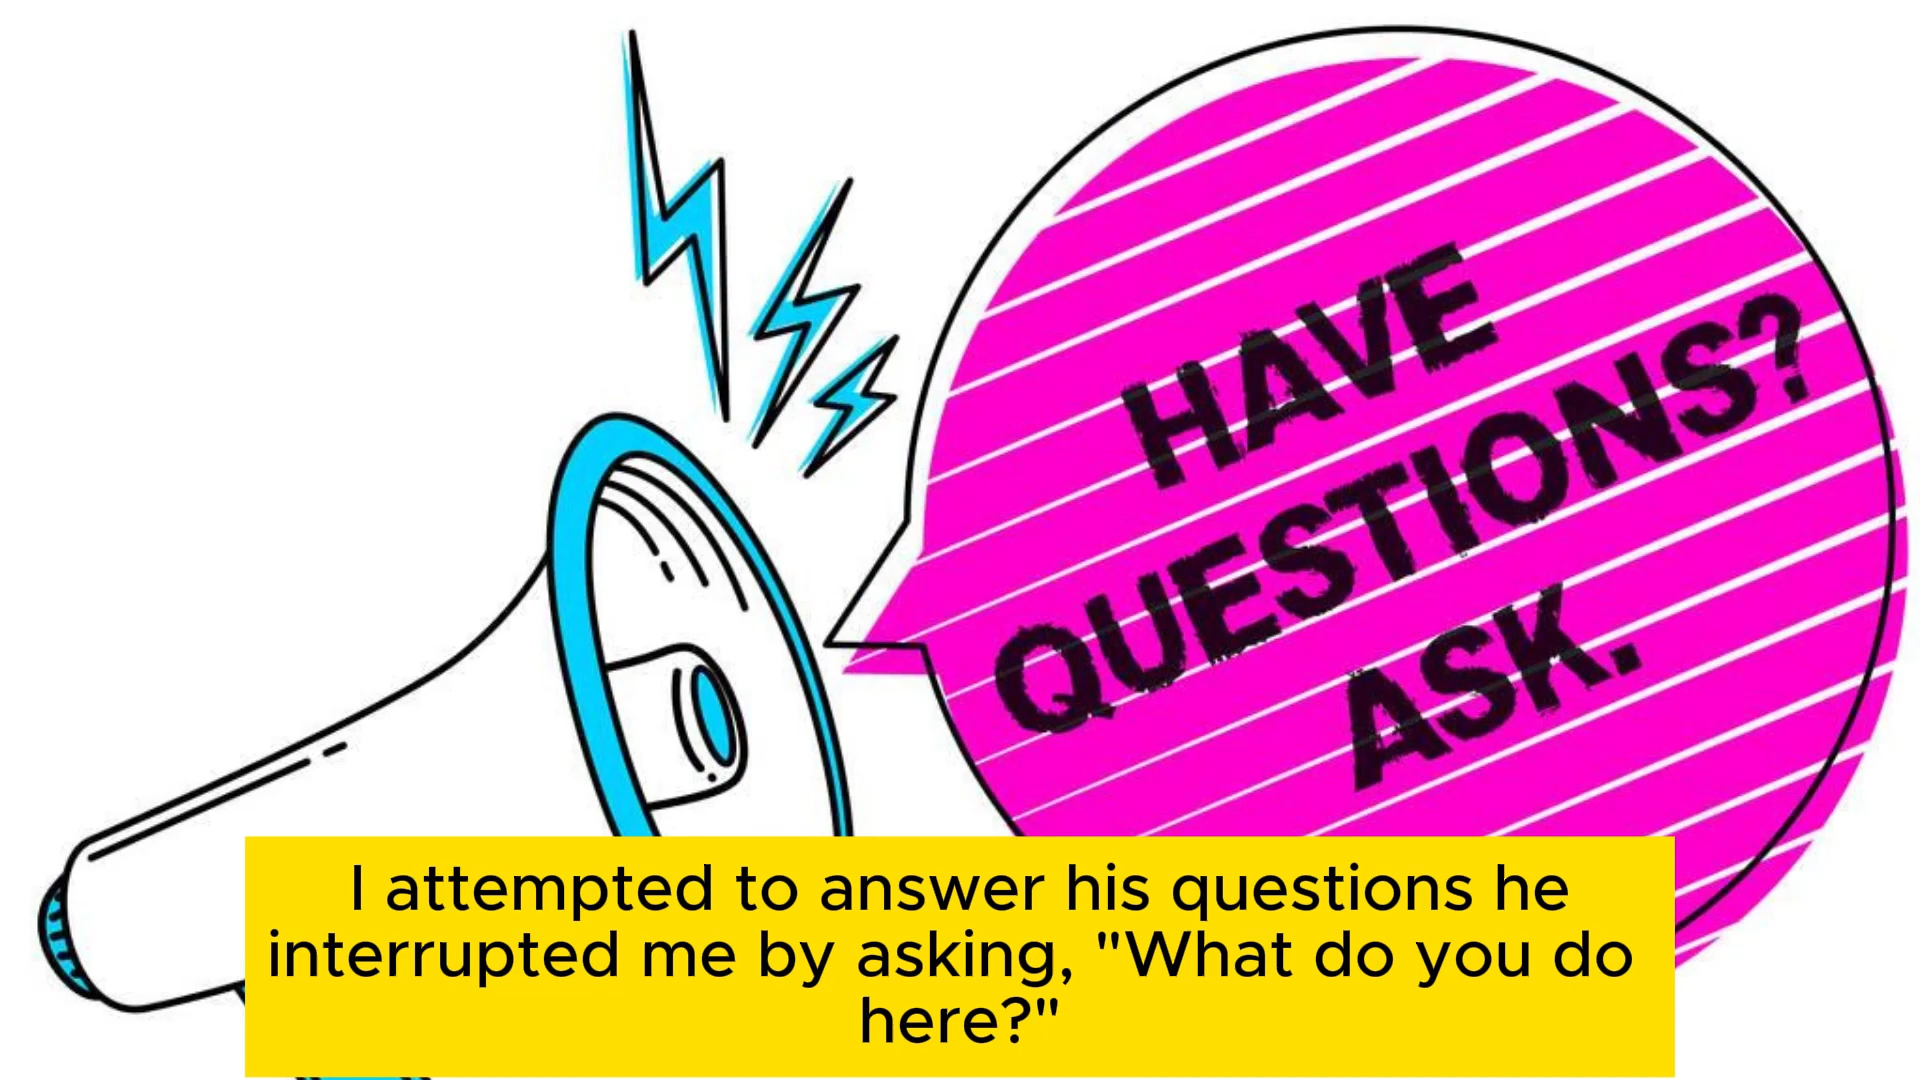 HAVE
QUESTIONS?
ASK.
I attempted to answer his questions he
interrupted me by asking, "What do you do
here?"